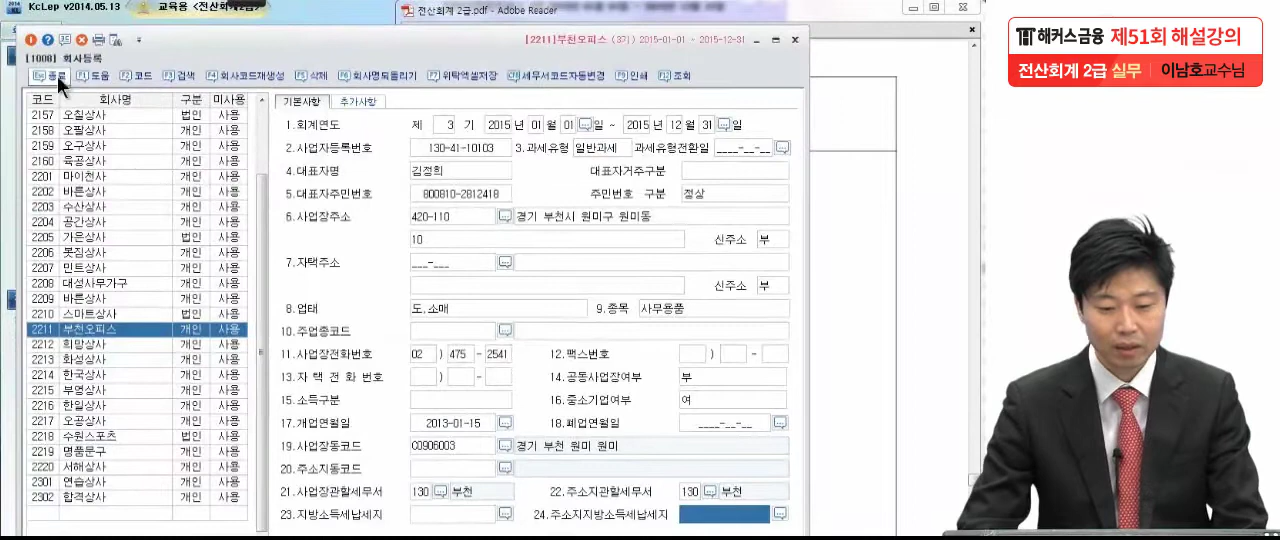 KcLep v2014.05.13
교육용 <전산회계
전산회계 2급.pdf - Adobe Reader
[2211]부천오피스 (3기) 2015-01-01 ~ 2015-12-31
[1008] 회사등록
종료 F1 도움 F2 코드 F3 검색 F4 회사코드재생성 F5 삭제 F6 회사명되돌리기 F7 위탁엑셀저장 CF8 세무서코드자동변경 F9 인쇄 F12 조회
코드 회사명 구분 미사용
2157 오칠상사 법인 사용
2158 오팔상사 개인 사용
2159 오구상사 개인 사용
2160 육공상사 개인 사용
2201 마이천사 개인 사용
2202 바른상사 개인 사용
2203 수산상사 개인 사용
2204 공간상사 개인 사용
2205 가온상사 개인 사용
2206 봇짐상사 개인 사용
2207 민트상사 개인 사용
2208 대성사무가구 개인 사용
2209 바른상사 개인 사용
2210 스마트상사 법인 사용
2211 부천오피스 개인 사용
2212 희망상사 개인 사용
2213 화성상사 개인 사용
2214 한국상사 개인 사용
2215 부영상사 개인 사용
2216 한일상사 개인 사용
2217 오공상사 개인 사용
2218 수원스포츠 법인 사용
2219 명품문구 개인 사용
2220 서해상사 개인 사용
2301 연습상사 개인 사용
2302 합격상사 개인 사용
기본사항 추가사항
1.회계연도 제 3 기 2015 년 01 월 01 일 ~ 2015 년 12 월 31 일
2.사업자등록번호 130-41-10103 3.과세유형 일반과세 과세유형전환일 ____-__-__
4.대표자명 김정희 대표자거주구분
5.대표자주민번호 800810-2812418 주민번호 구분 정상
6.사업장주소 420-110 경기 부천시 원미구 원미동
10 신주소 부
7.자택주소 ___-___
신주소 부
8.업태 도,소매 9.종목 사무용품
10.주업종코드
11.사업장전화번호 02 ) 475 - 2541 12.팩스번호 ) -
13.자 택 전 화 번호 ) - 14.공동사업장여부 부
15.소득구분 16.중소기업여부 여
17.개업연월일 2013-01-15 18.폐업연월일 ____-__-__
19.사업장동코드 C0906003 경기 부천 원미 원미
20.주소지동코드
21.사업장관할세무서 130 부천 22.주소지관할세무서 130 부천
23.지방소득세납세지 24.주소지지방소득세납세지
해커스금융 제51회 해설강의
전산회계 2급 실무 이남호교수님